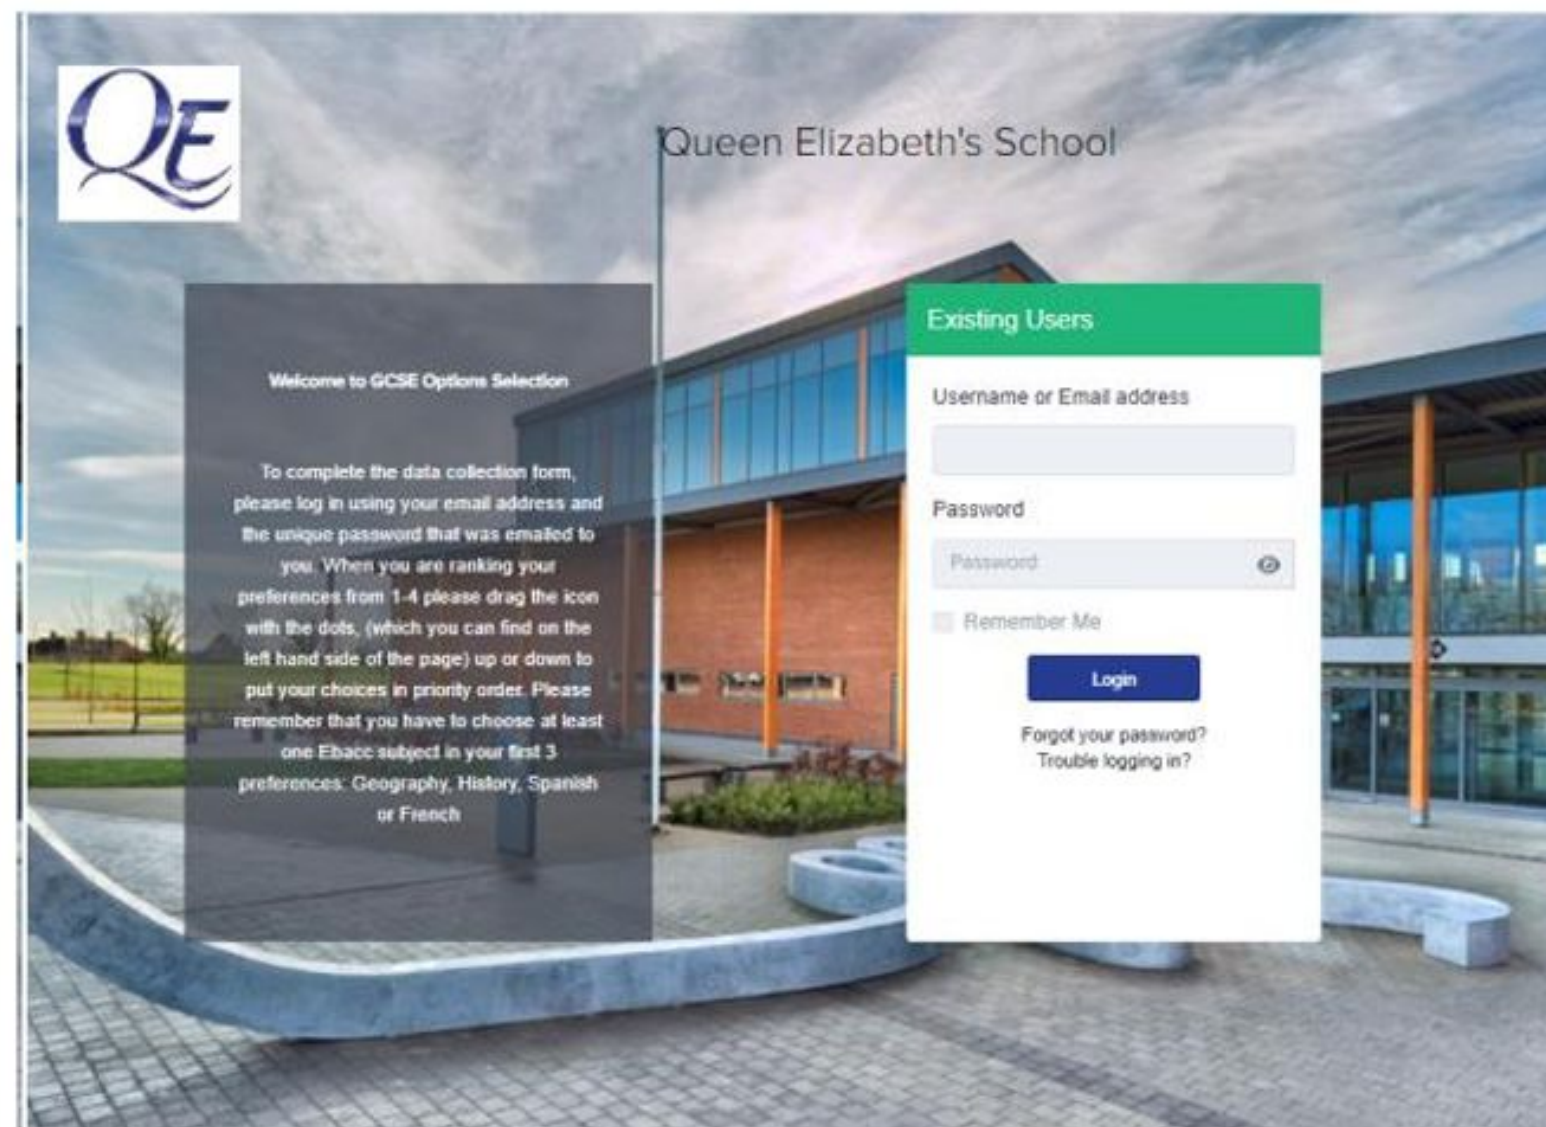 QE
Queen Elizabeth's School
Welcome to GCSE Options Selection
To complete the data collection form,
please log in using your email address and
the unique password that was emailed to
you. When you are ranking your
preferences from 1-4 please drag the icon
with the dots, (which you can find on the
left hand side of the page) up or down to
put your choices in priority order. Please
remember that you have to choose at least
one Ebacc subject in your first 3
preferences: Geography, History, Spanish
or French
Existing Users
Username or Email address
Password
Password
Remember Me
Login
Forgot your password?
Trouble logging in?